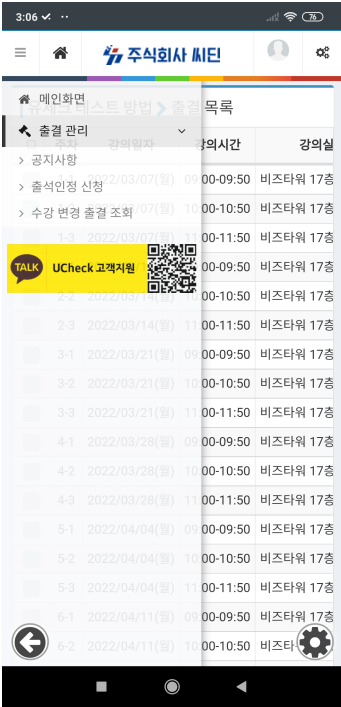 3:06
76
주식회사 씨딘
메인화면
[유체크 테스트 방법 > 출결 목록
출결 관리
주차 강의일자 강의시간 강의실
공지사항
출석인정 신청
수강 변경 출결 조회
TALK UCheck 고객지원
1-1 2022/03/07(월) 09:00-09:50 비즈타워 17층
03/07(월) 10:00-10:50 비즈타워 17층
1-3 2022/03/07(월) 11:00-11:50 비즈타워 17층
09:00-09:50 비즈타워 17층
2-2 2022/03/14(월) 10:00-10:50 비즈타워 17층
2-3 2022/03/14(월) 11:00-11:50 비즈타워 17층
3-1 2022/03/21(월) 09:00-09:50 비즈타워 17층
3-2 2022/03/21(월) 10:00-10:50 비즈타워 17층
3-3 2022/03/21(월) 11:00-11:50 비즈타워 17층
4-1 2022/03/28(월) 09:00-09:50 비즈타워 17층
4-2 2022/03/28(월) 10:00-10:50 비즈타워 17층
4-3 2022/03/28(월) 11:00-11:50 비즈타워 17층
5-1 2022/04/04(월) 09:00-09:50 비즈타워 17층
5-2 2022/04/04(월) 10:00-10:50 비즈타워 17층
5-3 2022/04/04(월) 11:00-11:50 비즈타워 17층
6-1 2022/04/11(월) 09:00-09:50 비즈타워 17층
6-2 2022/04/11(월) 10:00-10:50 비즈타